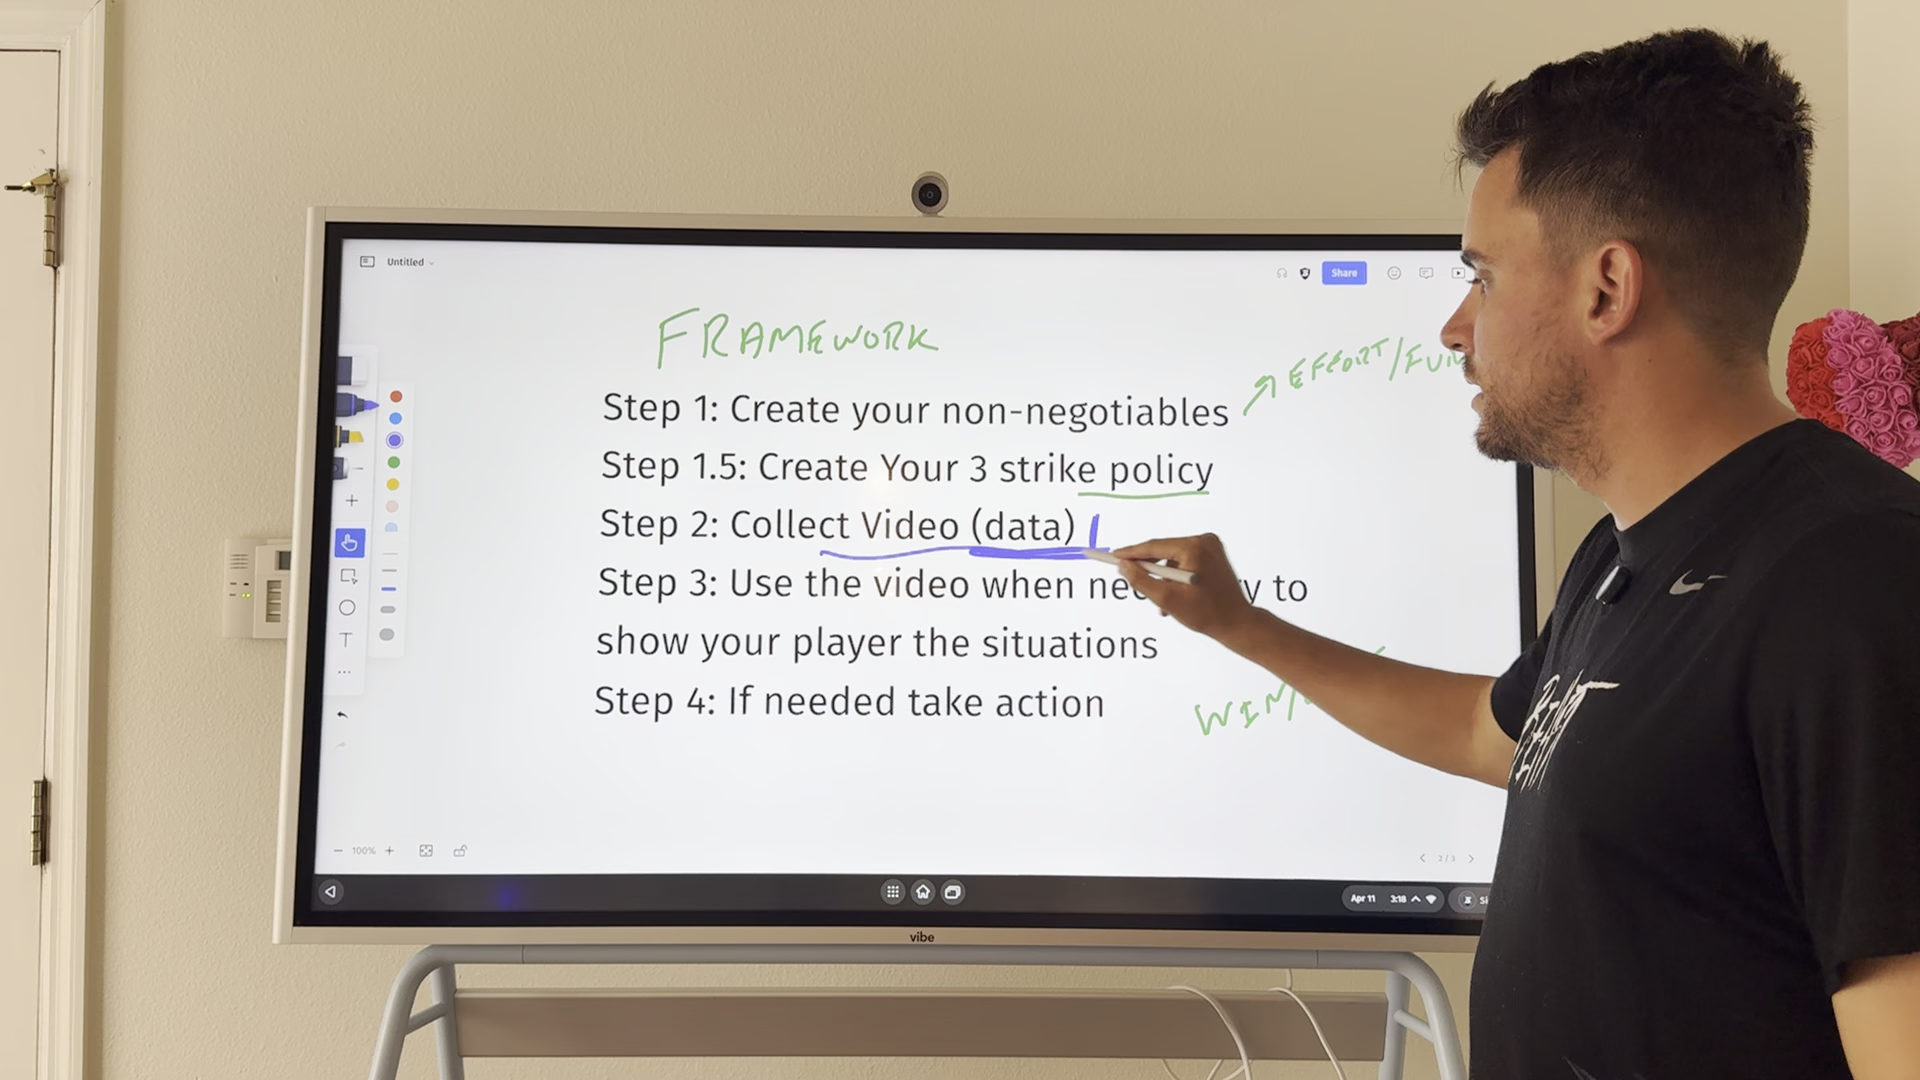 Untitled
Share
FRAMEWORK
EFFORT/FUN
Step 1: Create your non-negotiables
Step 1.5: Create Your 3 strike policy
Step 2: Collect Video (data)
Step 3: Use the video when to
show your player the situations
Step 4: If needed take action
WIN/
T
100%
2/3
Apr 11 3:18
vibe